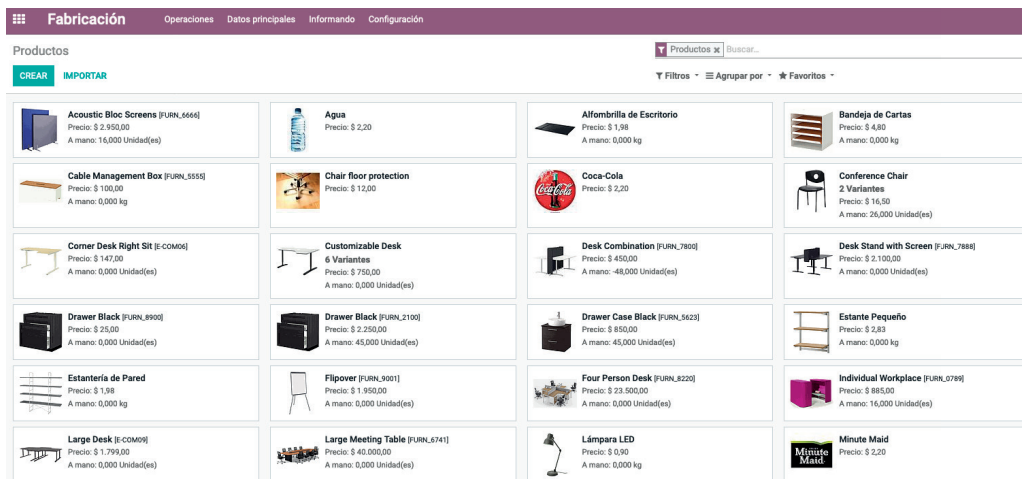 Fabricación Operaciones Datos principales Informando Configuración
Productos
Productos × Buscar...
CREAR IMPORTAR
Filtros Agrupar por Favoritos
Acoustic Bloc Screens [FURN_6666]
Precio: $ 2.950,00
A mano: 16,000 Unidad(es)
Agua
Precio: $ 2,20
Alfombrilla de Escritorio
Precio: $ 1,98
A mano: 0,000 kg
Bandeja de Cartas
Precio: $ 4,80
A mano: 0,000 kg
Cable Management Box [FURN_5555]
Precio: $ 100,00
A mano: 0,000 kg
Chair floor protection
Precio: $ 12,00
Coca-Cola
Coca-Cola
Precio: $ 2,20
Conference Chair
2 Variantes
Precio: $ 16,50
A mano: 26,000 Unidad(es)
Corner Desk Right Sit [E-COM06]
Precio: $ 147,00
A mano: 0,000 Unidad(es)
Customizable Desk
6 Variantes
Precio: $ 750,00
A mano: 0,000 Unidad(es)
Desk Combination [FURN_7800]
Precio: $ 450,00
A mano: -48,000 Unidad(es)
Desk Stand with Screen [FURN_7888]
Precio: $ 2.100,00
A mano: 0,000 Unidad(es)
Drawer Black [FURN_8900]
Precio: $ 25,00
A mano: 0,000 Unidad(es)
Drawer Black [FURN_2100]
Precio: $ 2.250,00
A mano: 45,000 Unidad(es)
Drawer Case Black [FURN_5623]
Precio: $ 850,00
A mano: 45,000 Unidad(es)
Estante Pequeño
Precio: $ 2,83
A mano: 0,000 kg
Estantería de Pared
Precio: $ 1,98
A mano: 0,000 kg
Flipover [FURN_9001]
Precio: $ 1.950,00
A mano: 0,000 Unidad(es)
Four Person Desk [FURN_8220]
Precio: $ 23.500,00
A mano: 0,000 Unidad(es)
Individual Workplace [FURN_0789]
Precio: $ 885,00
A mano: 16,000 Unidad(es)
Large Desk [E-COM09]
Precio: $ 1.799,00
A mano: 0,000 Unidad(es)
Large Meeting Table [FURN_6741]
Precio: $ 40.000,00
A mano: 0,000 Unidad(es)
Lámpara LED
Precio: $ 0,90
A mano: 0,000 kg
Minute
Maid
Minute Maid
Precio: $ 2,20